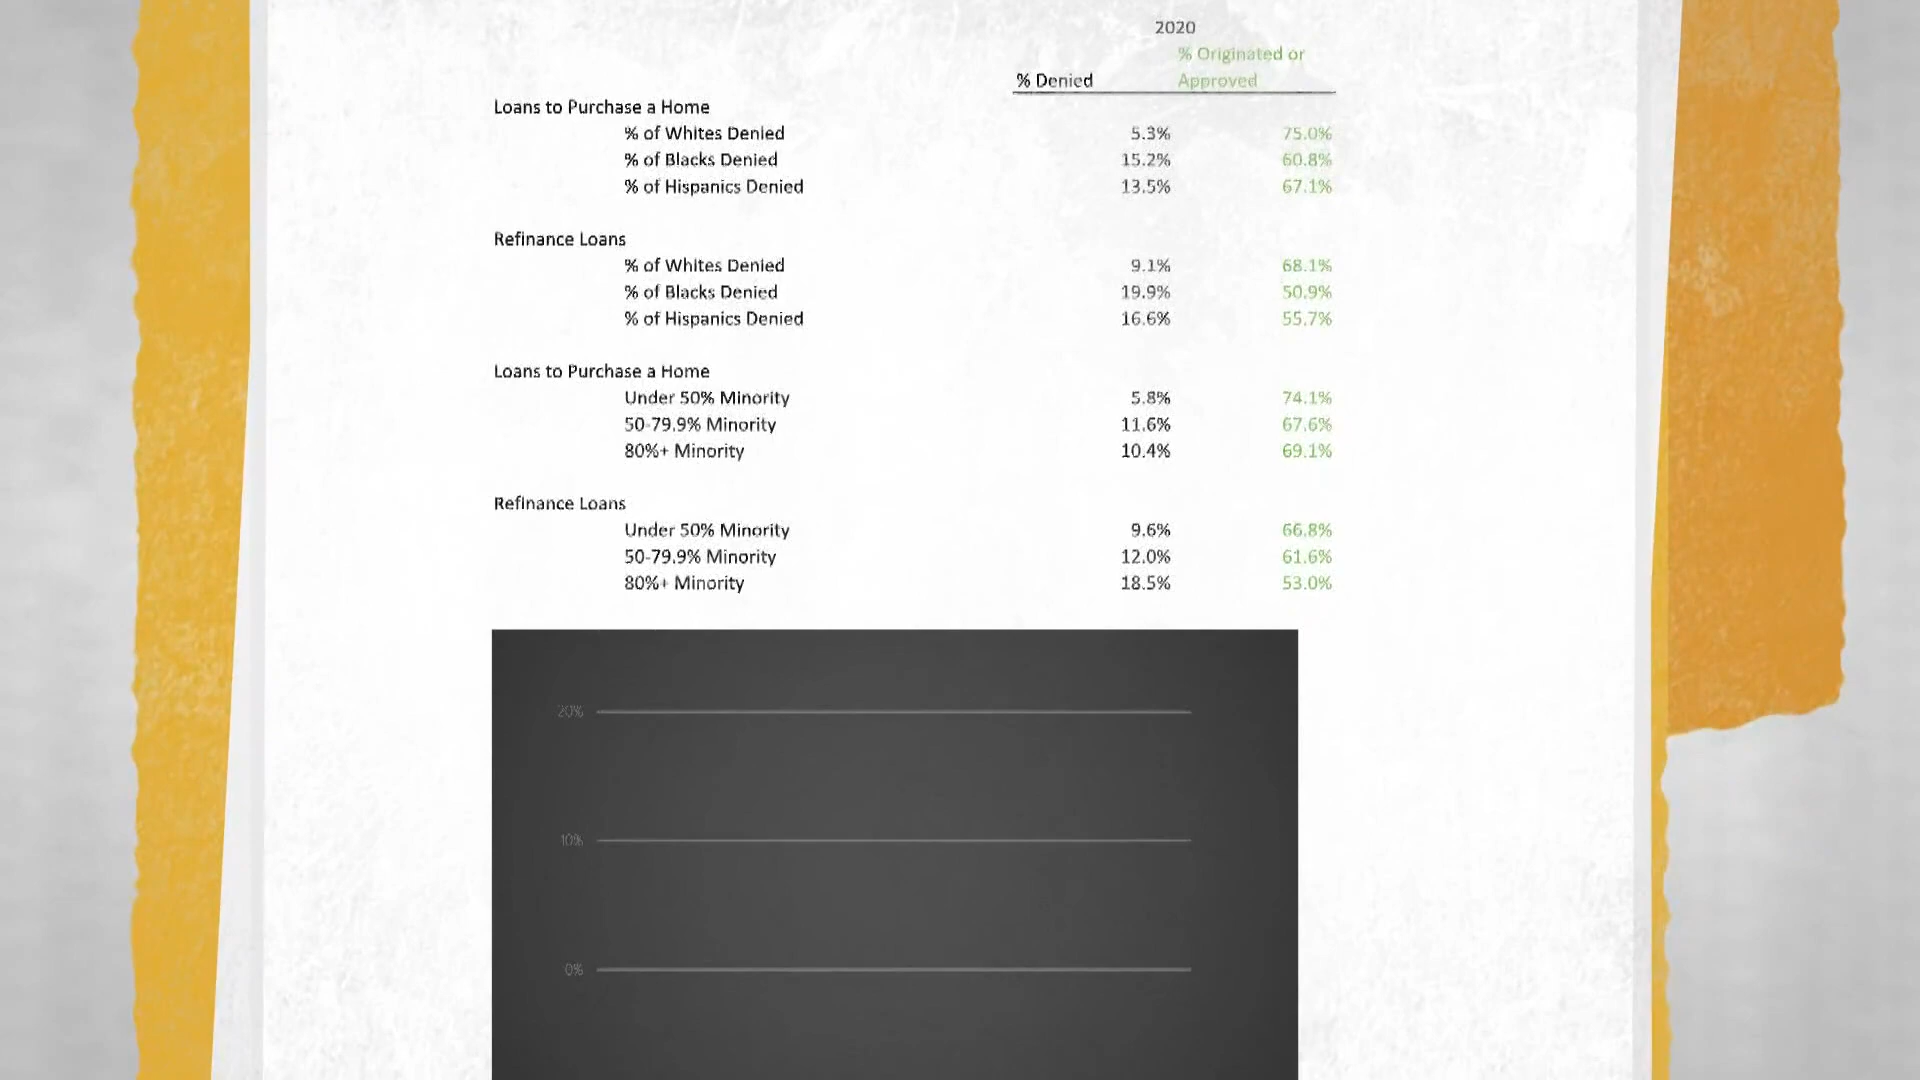 2020
% Originated or
% Denied Approved
Loans to Purchase a Home
% of Whites Denied 5.3% 75.0%
% of Blacks Denied 15.2% 60.8%
% of Hispanics Denied 13.5% 67.1%
Refinance Loans
% of Whites Denied 9.1% 68.1%
% of Blacks Denied 19.9% 50.9%
% of Hispanics Denied 16.6% 55.7%
Loans to Purchase a Home
Under 50% Minority 5.8% 74.1%
50-79.9% Minority 11.6% 67.6%
80%+ Minority 10.4% 69.1%
Refinance Loans
Under 50% Minority 9.6% 66.8%
50-79.9% Minority 12.0% 61.6%
80%+ Minority 18.5% 53.0%
20%
10%
0%